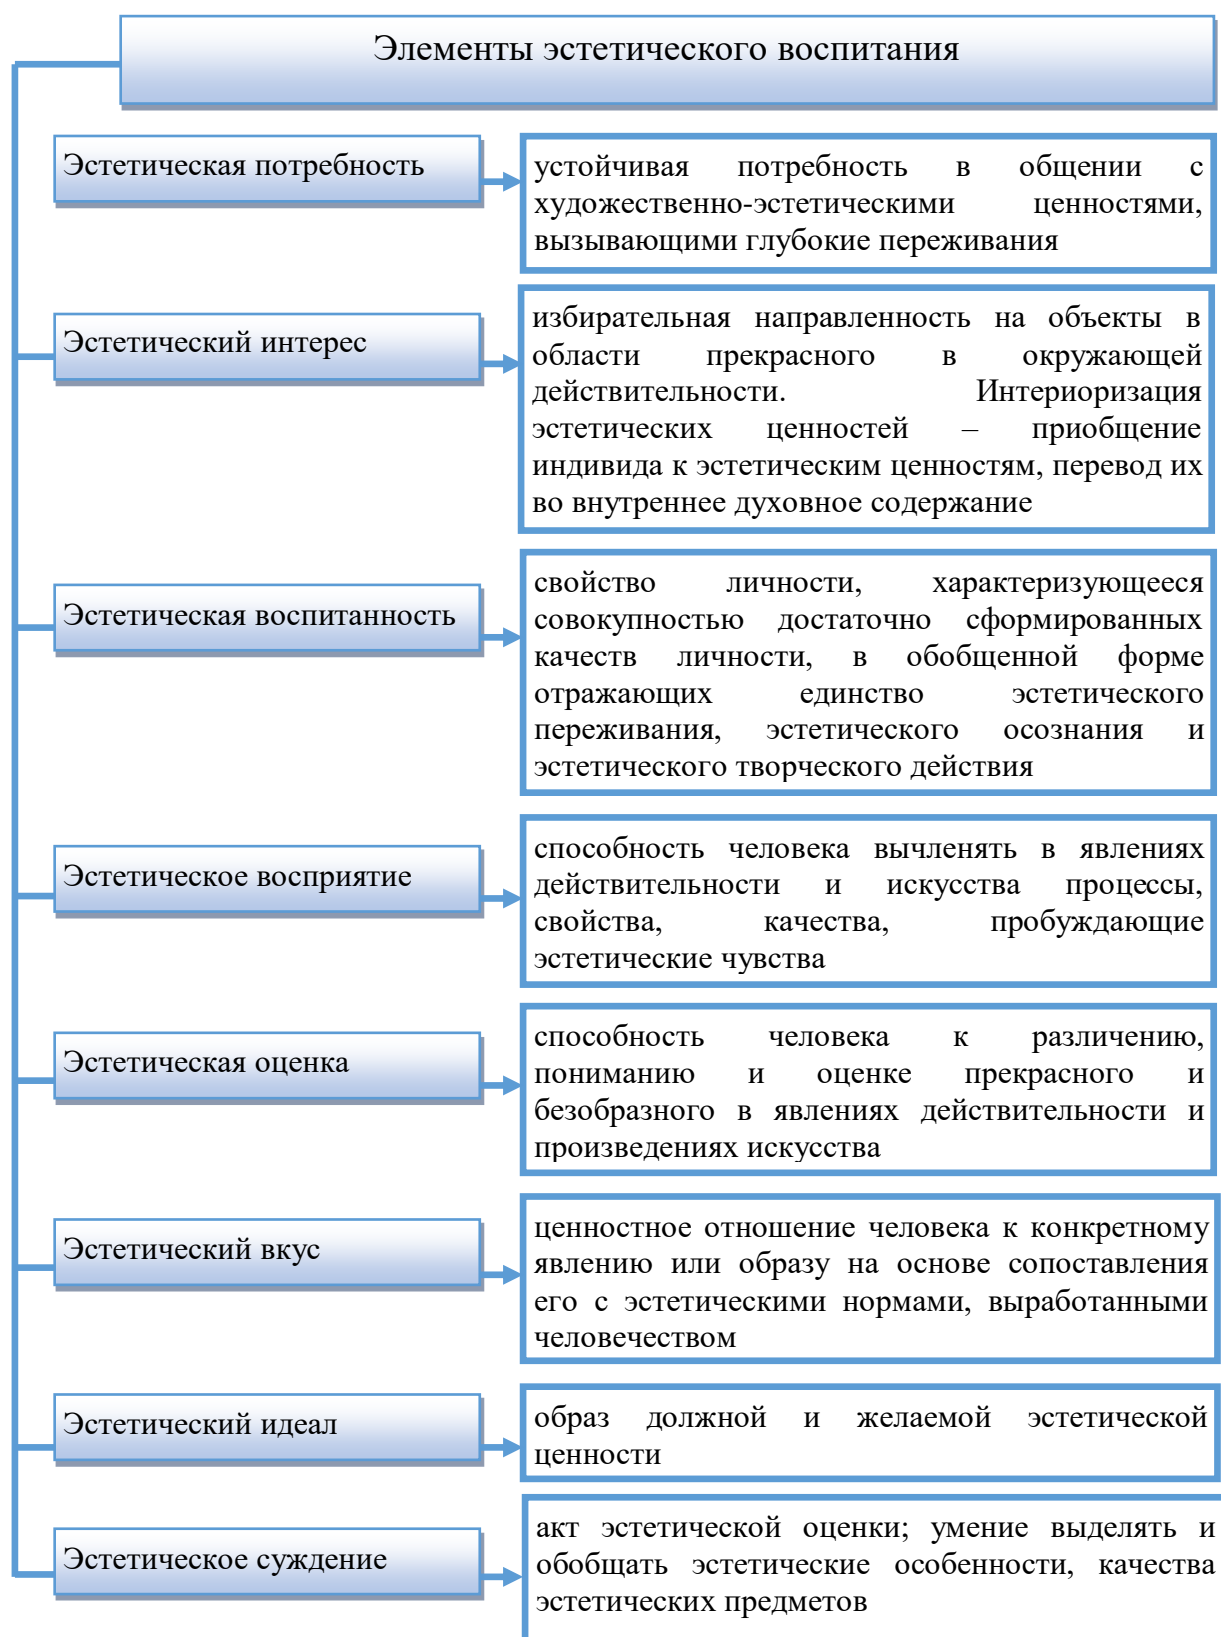 Элементы эстетического воспитания
Эстетическая потребность
устойчивая потребность в общении с
художественно-эстетическими ценностями,
вызывающими глубокие переживания
Эстетический интерес
избирательная направленность на объекты в
области прекрасного в окружающей
действительности. Интериоризация
эстетических ценностей – приобщение
индивида к эстетическим ценностям, перевод их
во внутреннее духовное содержание
Эстетическая воспитанность
свойство личности, характеризующееся
совокупностью достаточно сформированных
качеств личности, в обобщенной форме
отражающих единство эстетического
переживания, эстетического осознания и
эстетического творческого действия
Эстетическое восприятие
способность человека вычленять в явлениях
действительности и искусства процессы,
свойства, качества, пробуждающие
эстетические чувства
Эстетическая оценка
способность человека к различению,
пониманию и оценке прекрасного и
безобразного в явлениях действительности и
произведениях искусства
Эстетический вкус
ценностное отношение человека к конкретному
явлению или образу на основе сопоставления
его с эстетическими нормами, выработанными
человечеством
Эстетический идеал
образ должной и желаемой эстетической
ценности
Эстетическое суждение
акт эстетической оценки; умение выделять и
обобщать эстетические особенности, качества
эстетических предметов